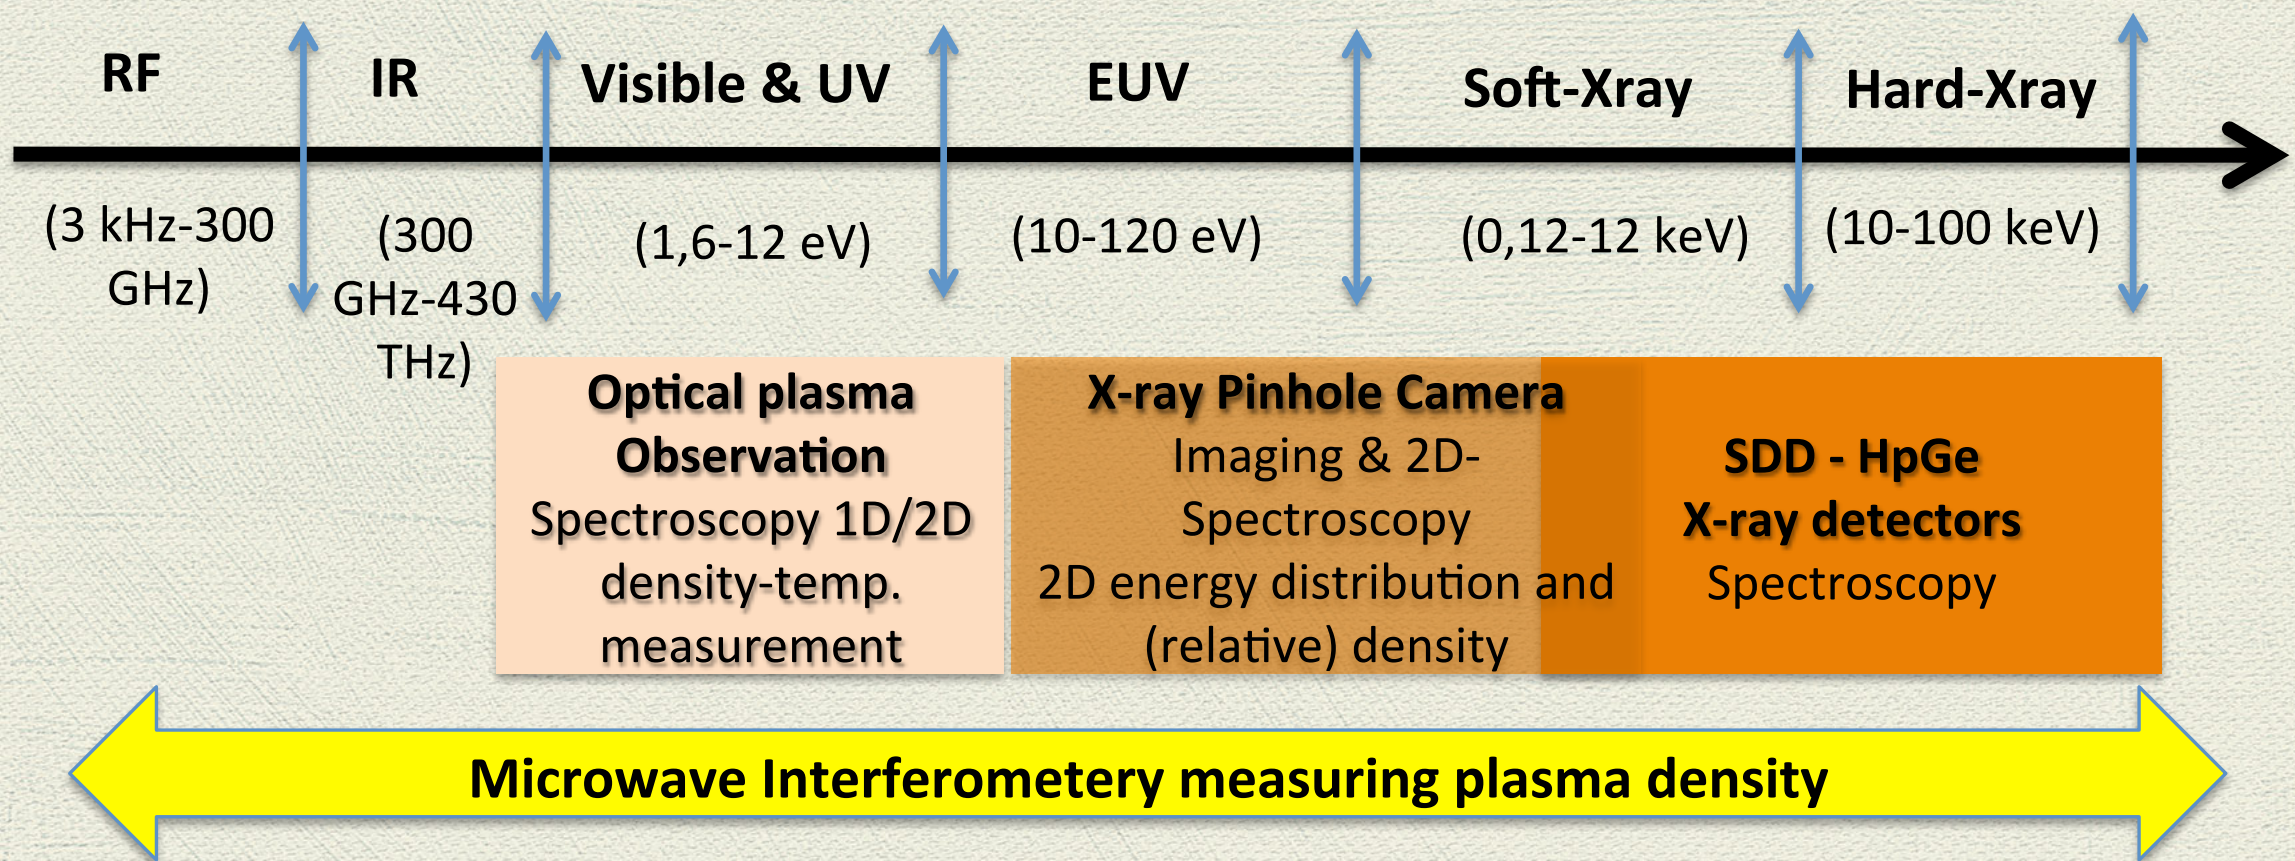 RF
IR
Visible & UV
EUV
Soft-Xray
Hard-Xray
(3 kHz-300
GHz)
(300
GHz-430
THz)
(1,6-12 eV)
(10-120 eV)
(0,12-12 keV)
(10-100 keV)
Optical plasma
Observation
Spectroscopy 1D/2D
density-temp.
measurement
X-ray Pinhole Camera
Imaging & 2D-
Spectroscopy
2D energy distribution and
(relative) density
SDD - HpGe
X-ray detectors
Spectroscopy
Microwave Interferometery measuring plasma density